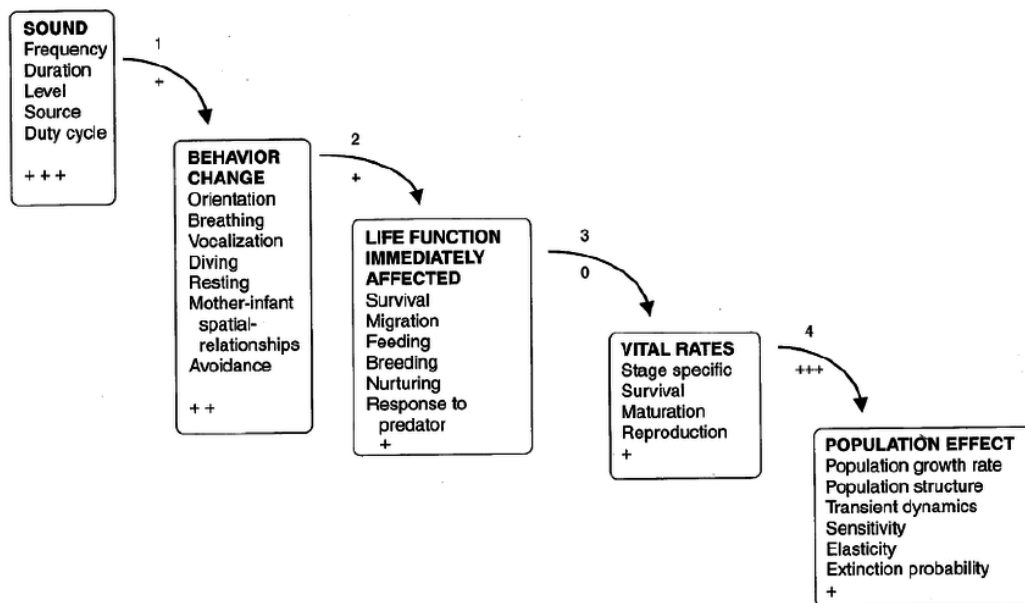 SOUND
Frequency
Duration
Level
Source
Duty cycle
+ + +
1
+
BEHAVIOR
CHANGE
Orientation
Breathing
Vocalization
Diving
Resting
Mother-infant
spatial-
relationships
Avoidance
+ +
2
+
LIFE FUNCTION
IMMEDIATELY
AFFECTED
Survival
Migration
Feeding
Breeding
Nurturing
Response to
predator
+
3
0
VITAL RATES
Stage specific
Survival
Maturation
Reproduction
+
4
+++
POPULATION EFFECT
Population growth rate
Population structure
Transient dynamics
Sensitivity
Elasticity
Extinction probability
+